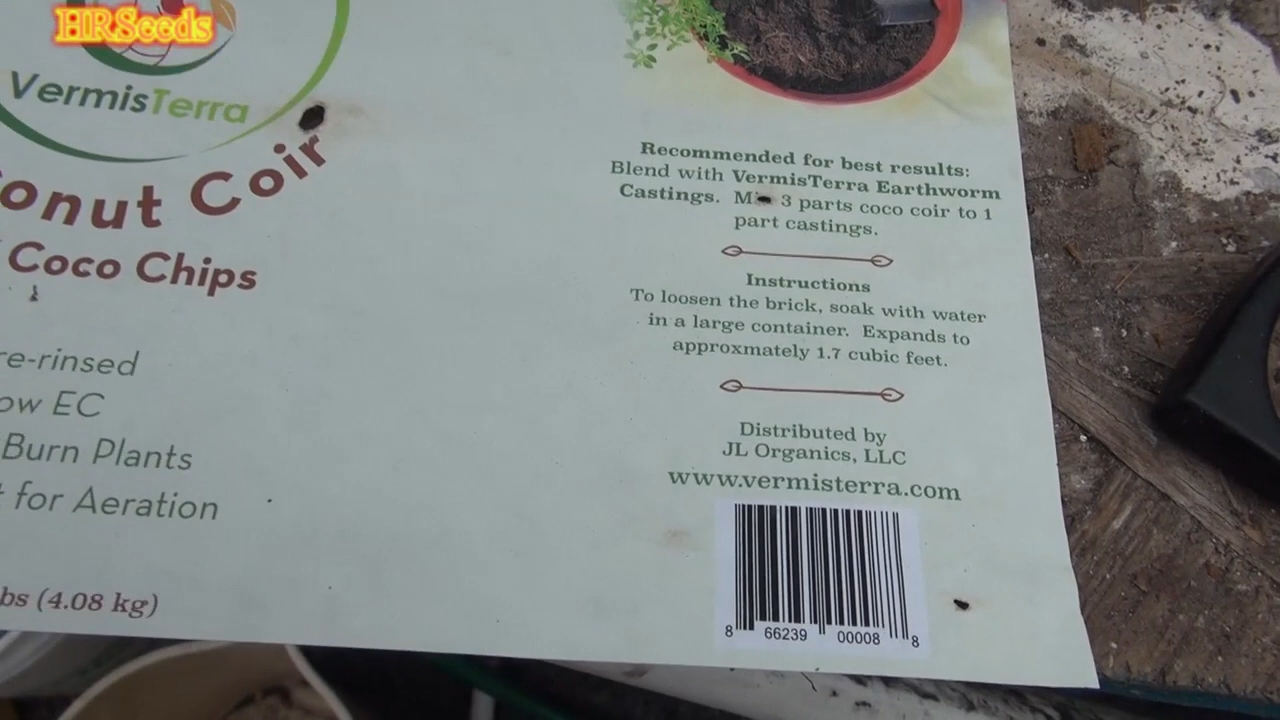 HRSeeds
VermisTerra
onut Coir
Coco Chips
re-rinsed
ow EC
Burn Plants
t for Aeration
bs (4.08 kg)
Recommended for best results:
Blend with VermisTerra Earthworm
Castings. 3 parts coco coir to 1
part castings.
Instructions
To loosen the brick, soak with water
in a large container. Expands to
approxmately 1.7 cubic feet.
Distributed by
JL Organics, LLC
www.vermisterra.com
8 66239 00008 8